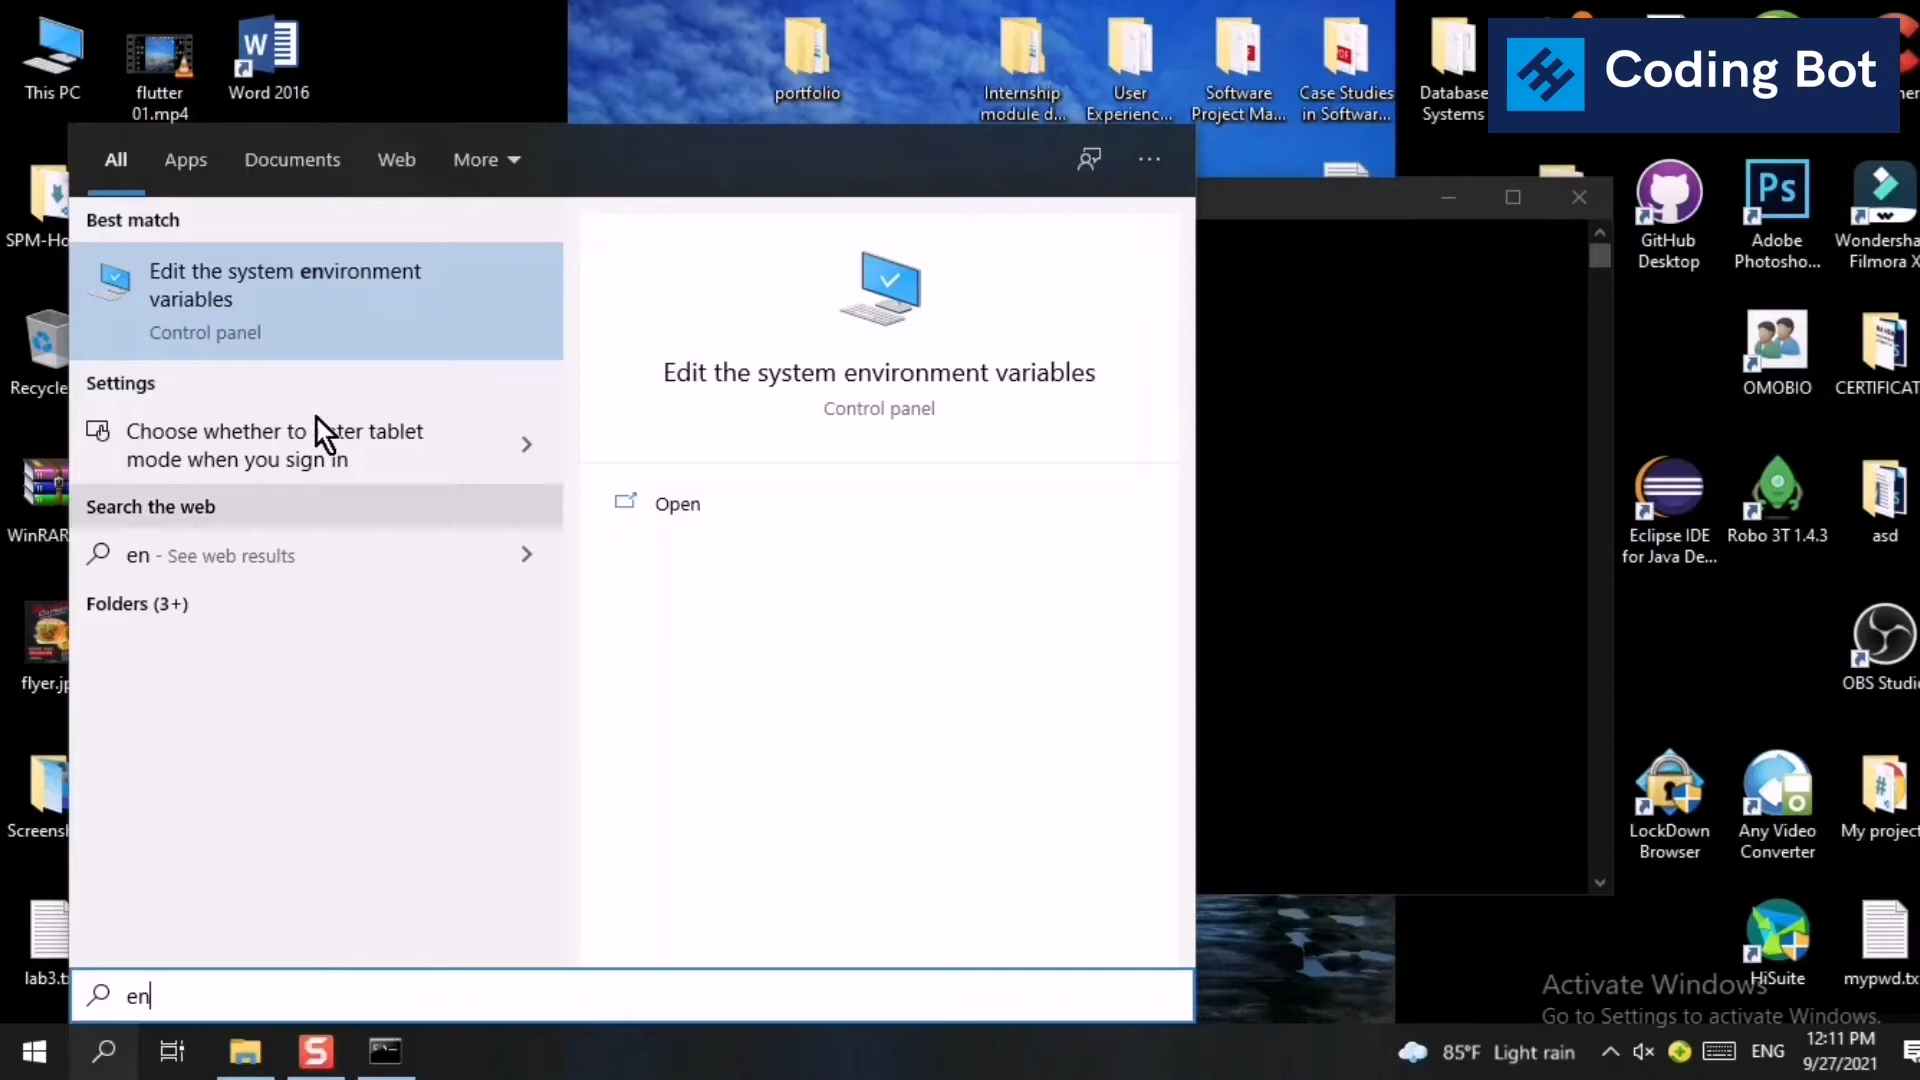 This PC
flutter
01.mp4
Word 2016
portfolio
Internship
module d...
User
Experienc...
Software
Project Ma...
Case Studies
in Softwar...
Database
Systems
Coding Bot
All
Apps
Documents
Web
More
Best match
Edit the system environment
variables
Control panel
Settings
Choose whether to
tablet
mode when you sign in
Search the web
en - See web results
Folders (3+)
Edit the system environment variables
Control panel
Open
en
SPM-Ho
Recycle
WinRAR
flyer.jp
Screensh
lab3.tx
GitHub
Desktop
Ps
Adobe
Photosho...
Wondersha
Filmora X
OMOBIO
CERTIFICAT
Eclipse IDE
for Java De...
Robo 3T 1.4.3
asd
OBS Studi
LockDown
Browser
Any Video
Converter
My project
HiSuite
mypwd.tx
Activate Windows
Go to Settings to activate Windows.
85°F Light rain
ENG
12:11 PM
9/27/2021